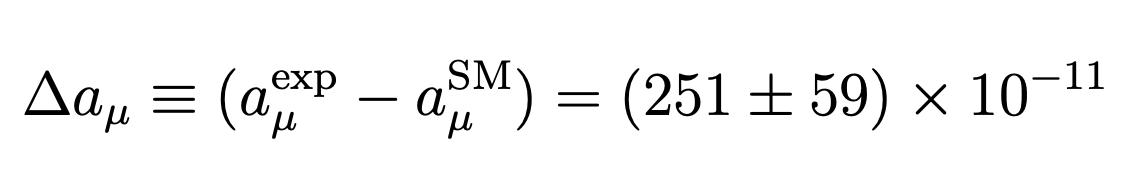 Δa_μ ≡ (a_μ^exp − a_μ^SM) = (251 ± 59) × 10^−11